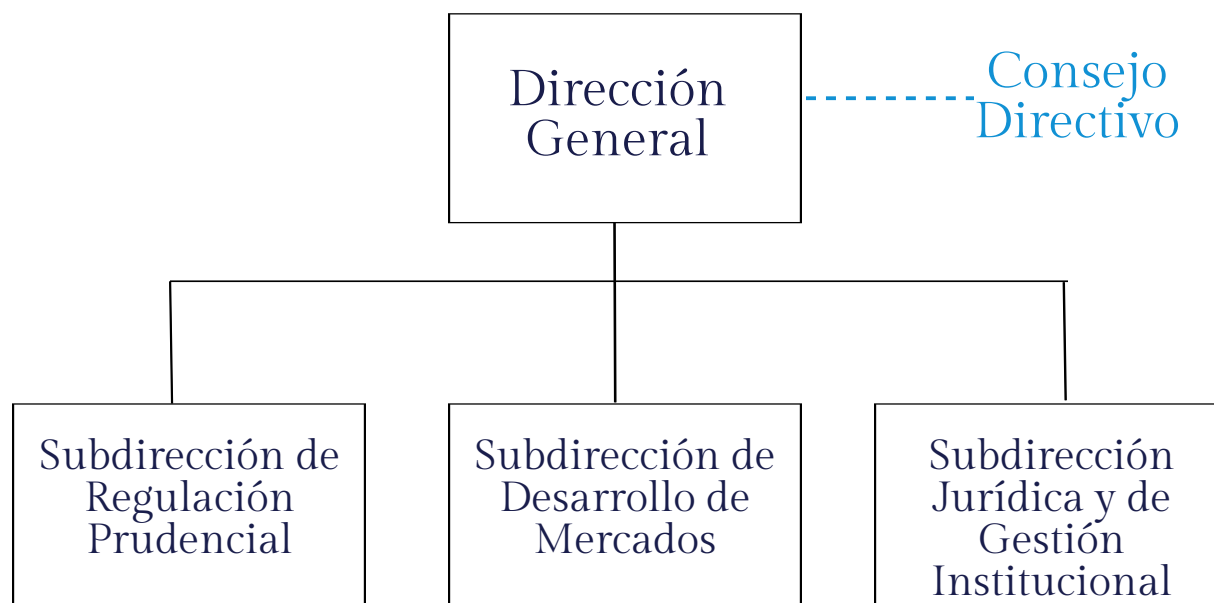 Dirección
General
Consejo
Directivo
Subdirección de
Regulación
Prudencial
Subdirección de
Desarrollo de
Mercados
Subdirección
Jurídica y de
Gestión
Institucional